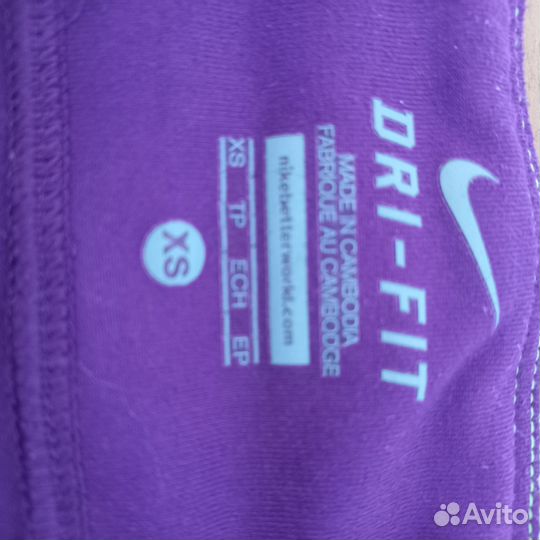 DRI-FIT
MADE IN CAMBODIA
FABRIQUE AU CAMBODGE
nikebetterworld.com
XS TP ECH EP
XS
Avito